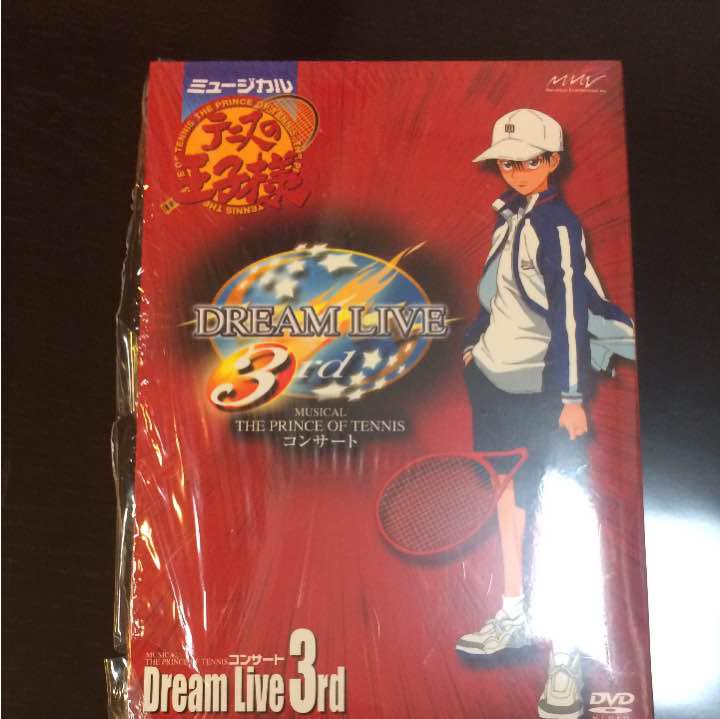 ミュージカル
THE PRINCE OF TENNIS
テニスの
王子様
MMV
DREAM LIVE
3rd
MUSICAL
THE PRINCE OF TENNIS
コンサート
MUSICAL
THE PRINCE OF TENNIS コンサート
Dream Live 3rd
DVD